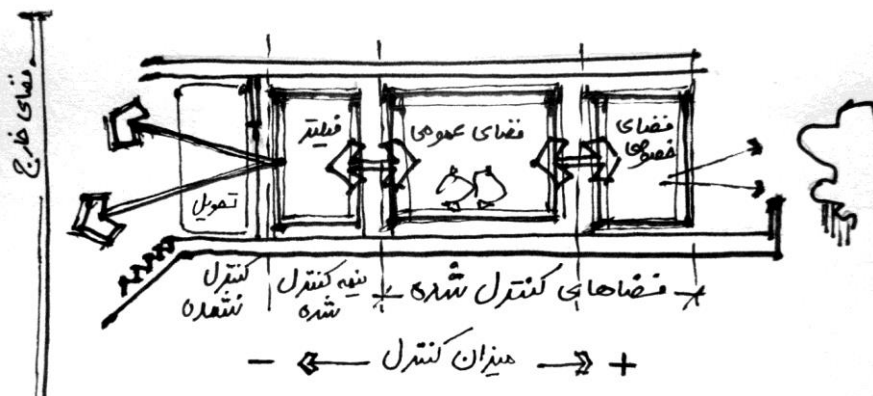 فضای خارج
تحویل
فیلتر
فضای عمومی
فضای
خصوصی
کنترل
نشده
نیمه کنترل
شده
فضاهای کنترل شده
- میزان کنترل +